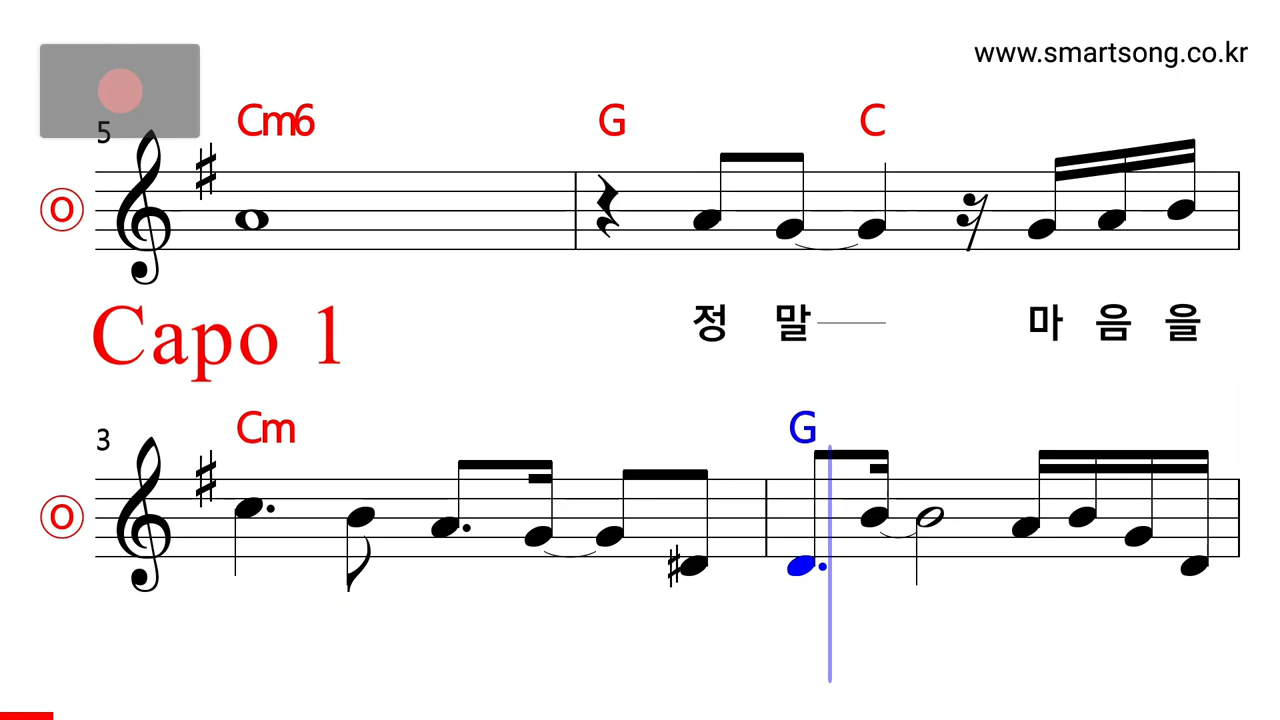 www.smartsong.co.kr
Cm6 G C
5
O
정 말 마 음 을
Capo 1
Cm G
3
O